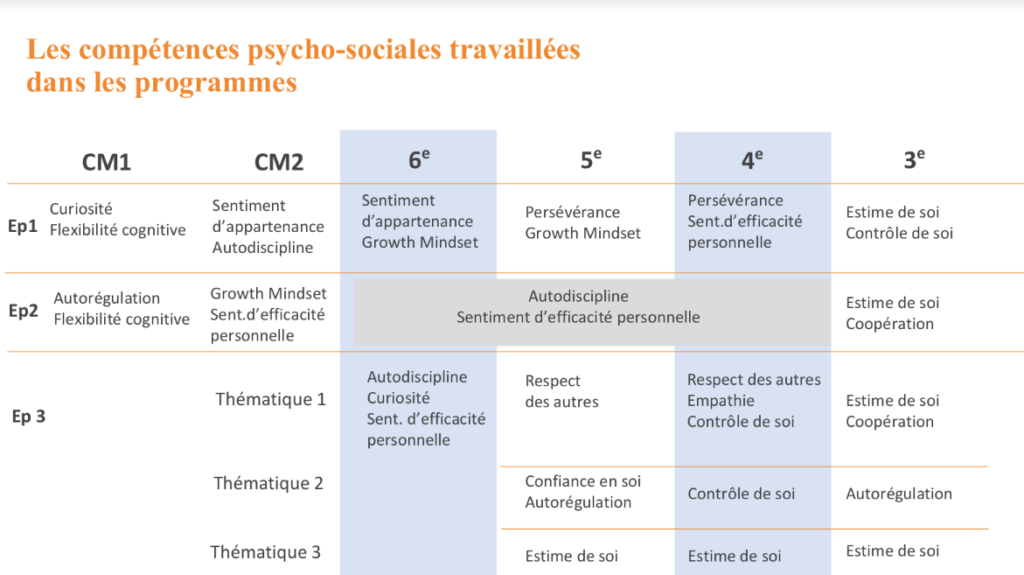 Les compétences psycho-sociales travaillées
dans les programmes
CM1 CM2 6e 5e 4e 3e
Ep1
Curiosité
Flexibilité cognitive
Sentiment
d’appartenance
Autodiscipline
Sentiment
d’appartenance
Growth Mindset
Persévérance
Growth Mindset
Persévérance
Sent.d’efficacité
personnelle
Estime de soi
Contrôle de soi
Ep2
Autorégulation
Flexibilité cognitive
Growth Mindset
Sent.d’efficacité
personnelle
Autodiscipline
Sentiment d’efficacité personnelle
Estime de soi
Coopération
Ep 3
Thématique 1
Autodiscipline
Curiosité
Sent. d’efficacité
personnelle
Respect
des autres
Respect des autres
Empathie
Contrôle de soi
Estime de soi
Coopération
Thématique 2
Confiance en soi
Autorégulation
Contrôle de soi
Autorégulation
Thématique 3
Estime de soi
Estime de soi
Estime de soi